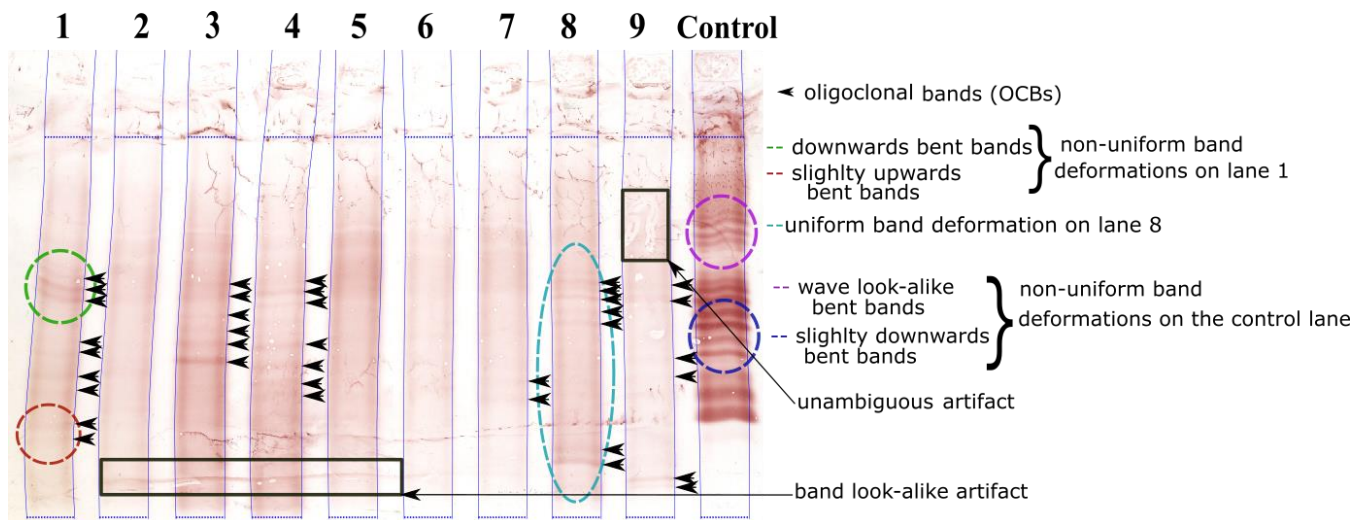 1 2 3 4 5 6 7 8 9 Control
oligoclonal bands (OCBs)
downwards bent bands
slighlty upwards
bent bands
non-uniform band
deformations on lane 1
uniform band deformation on lane 8
wave look-alike
bent bands
slighlty downwards
bent bands
non-uniform band
deformations on the control lane
unambiguous artifact
band look-alike artifact